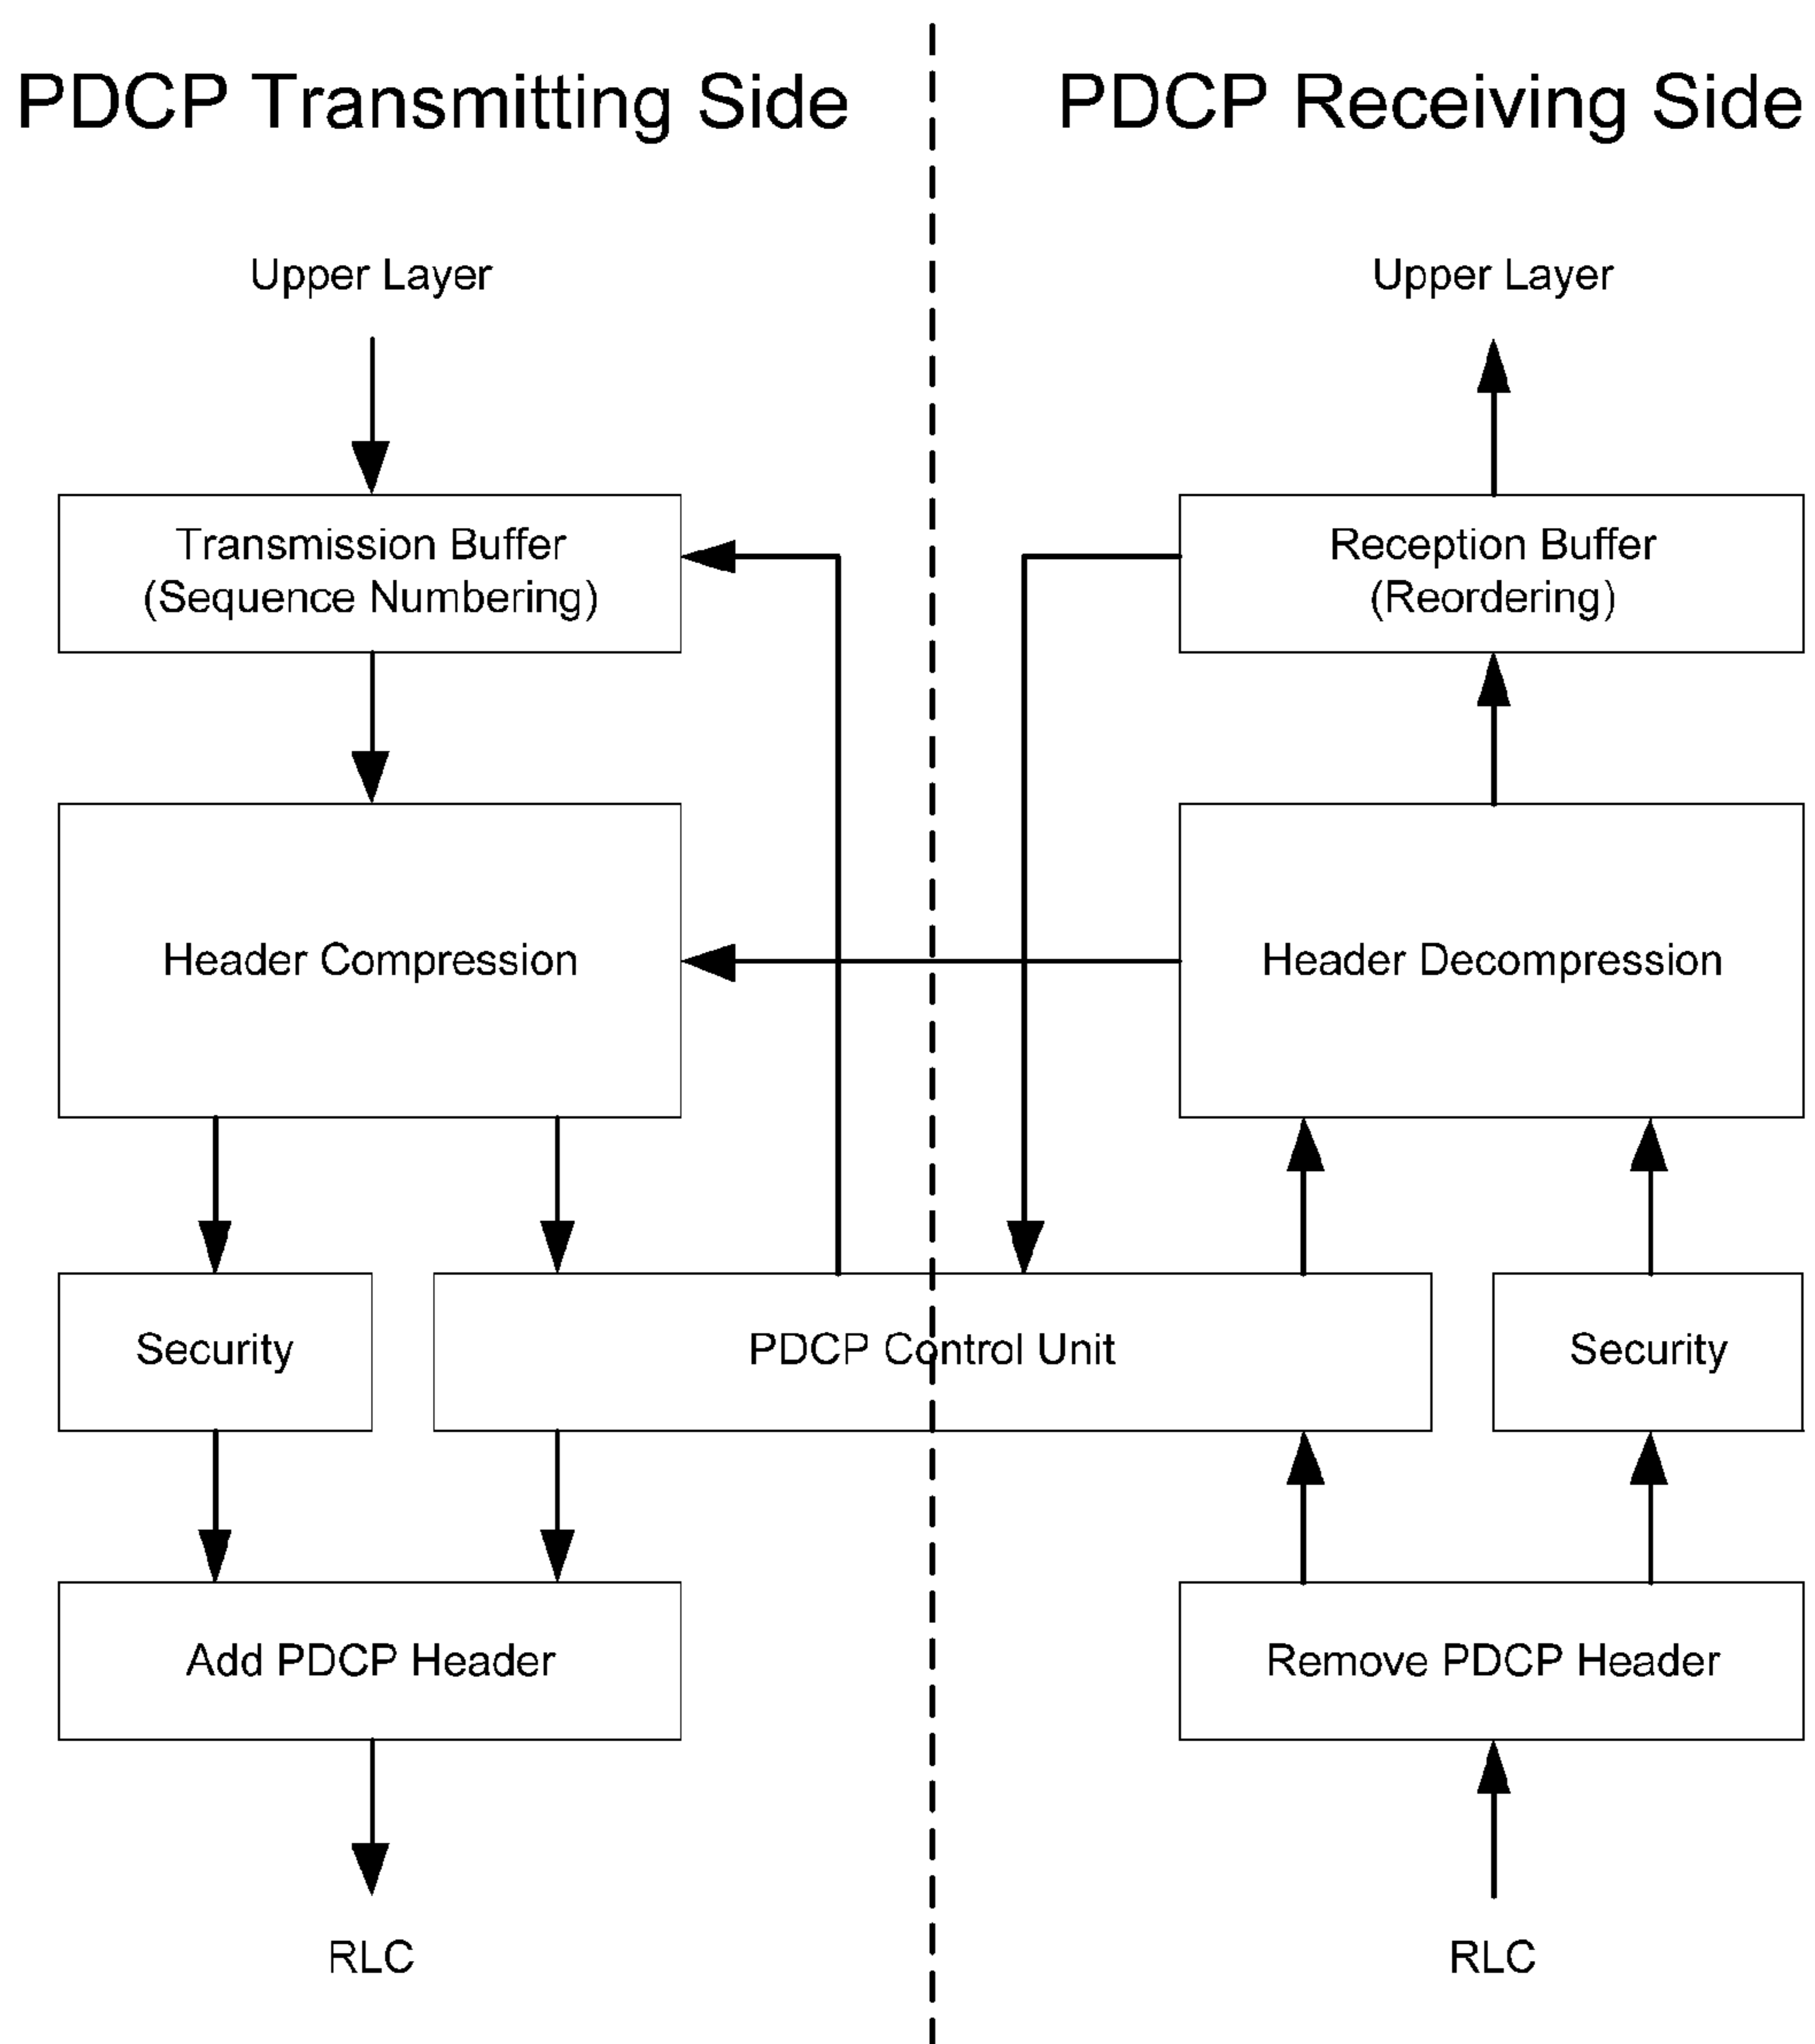 PDCP Transmitting Side
PDCP Receiving Side
Upper Layer
Upper Layer
Transmission Buffer
(Sequence Numbering)
Reception Buffer
(Reordering)
Header Compression
Header Decompression
Security
PDCP Control Unit
Security
Add PDCP Header
Remove PDCP Header
RLC
RLC